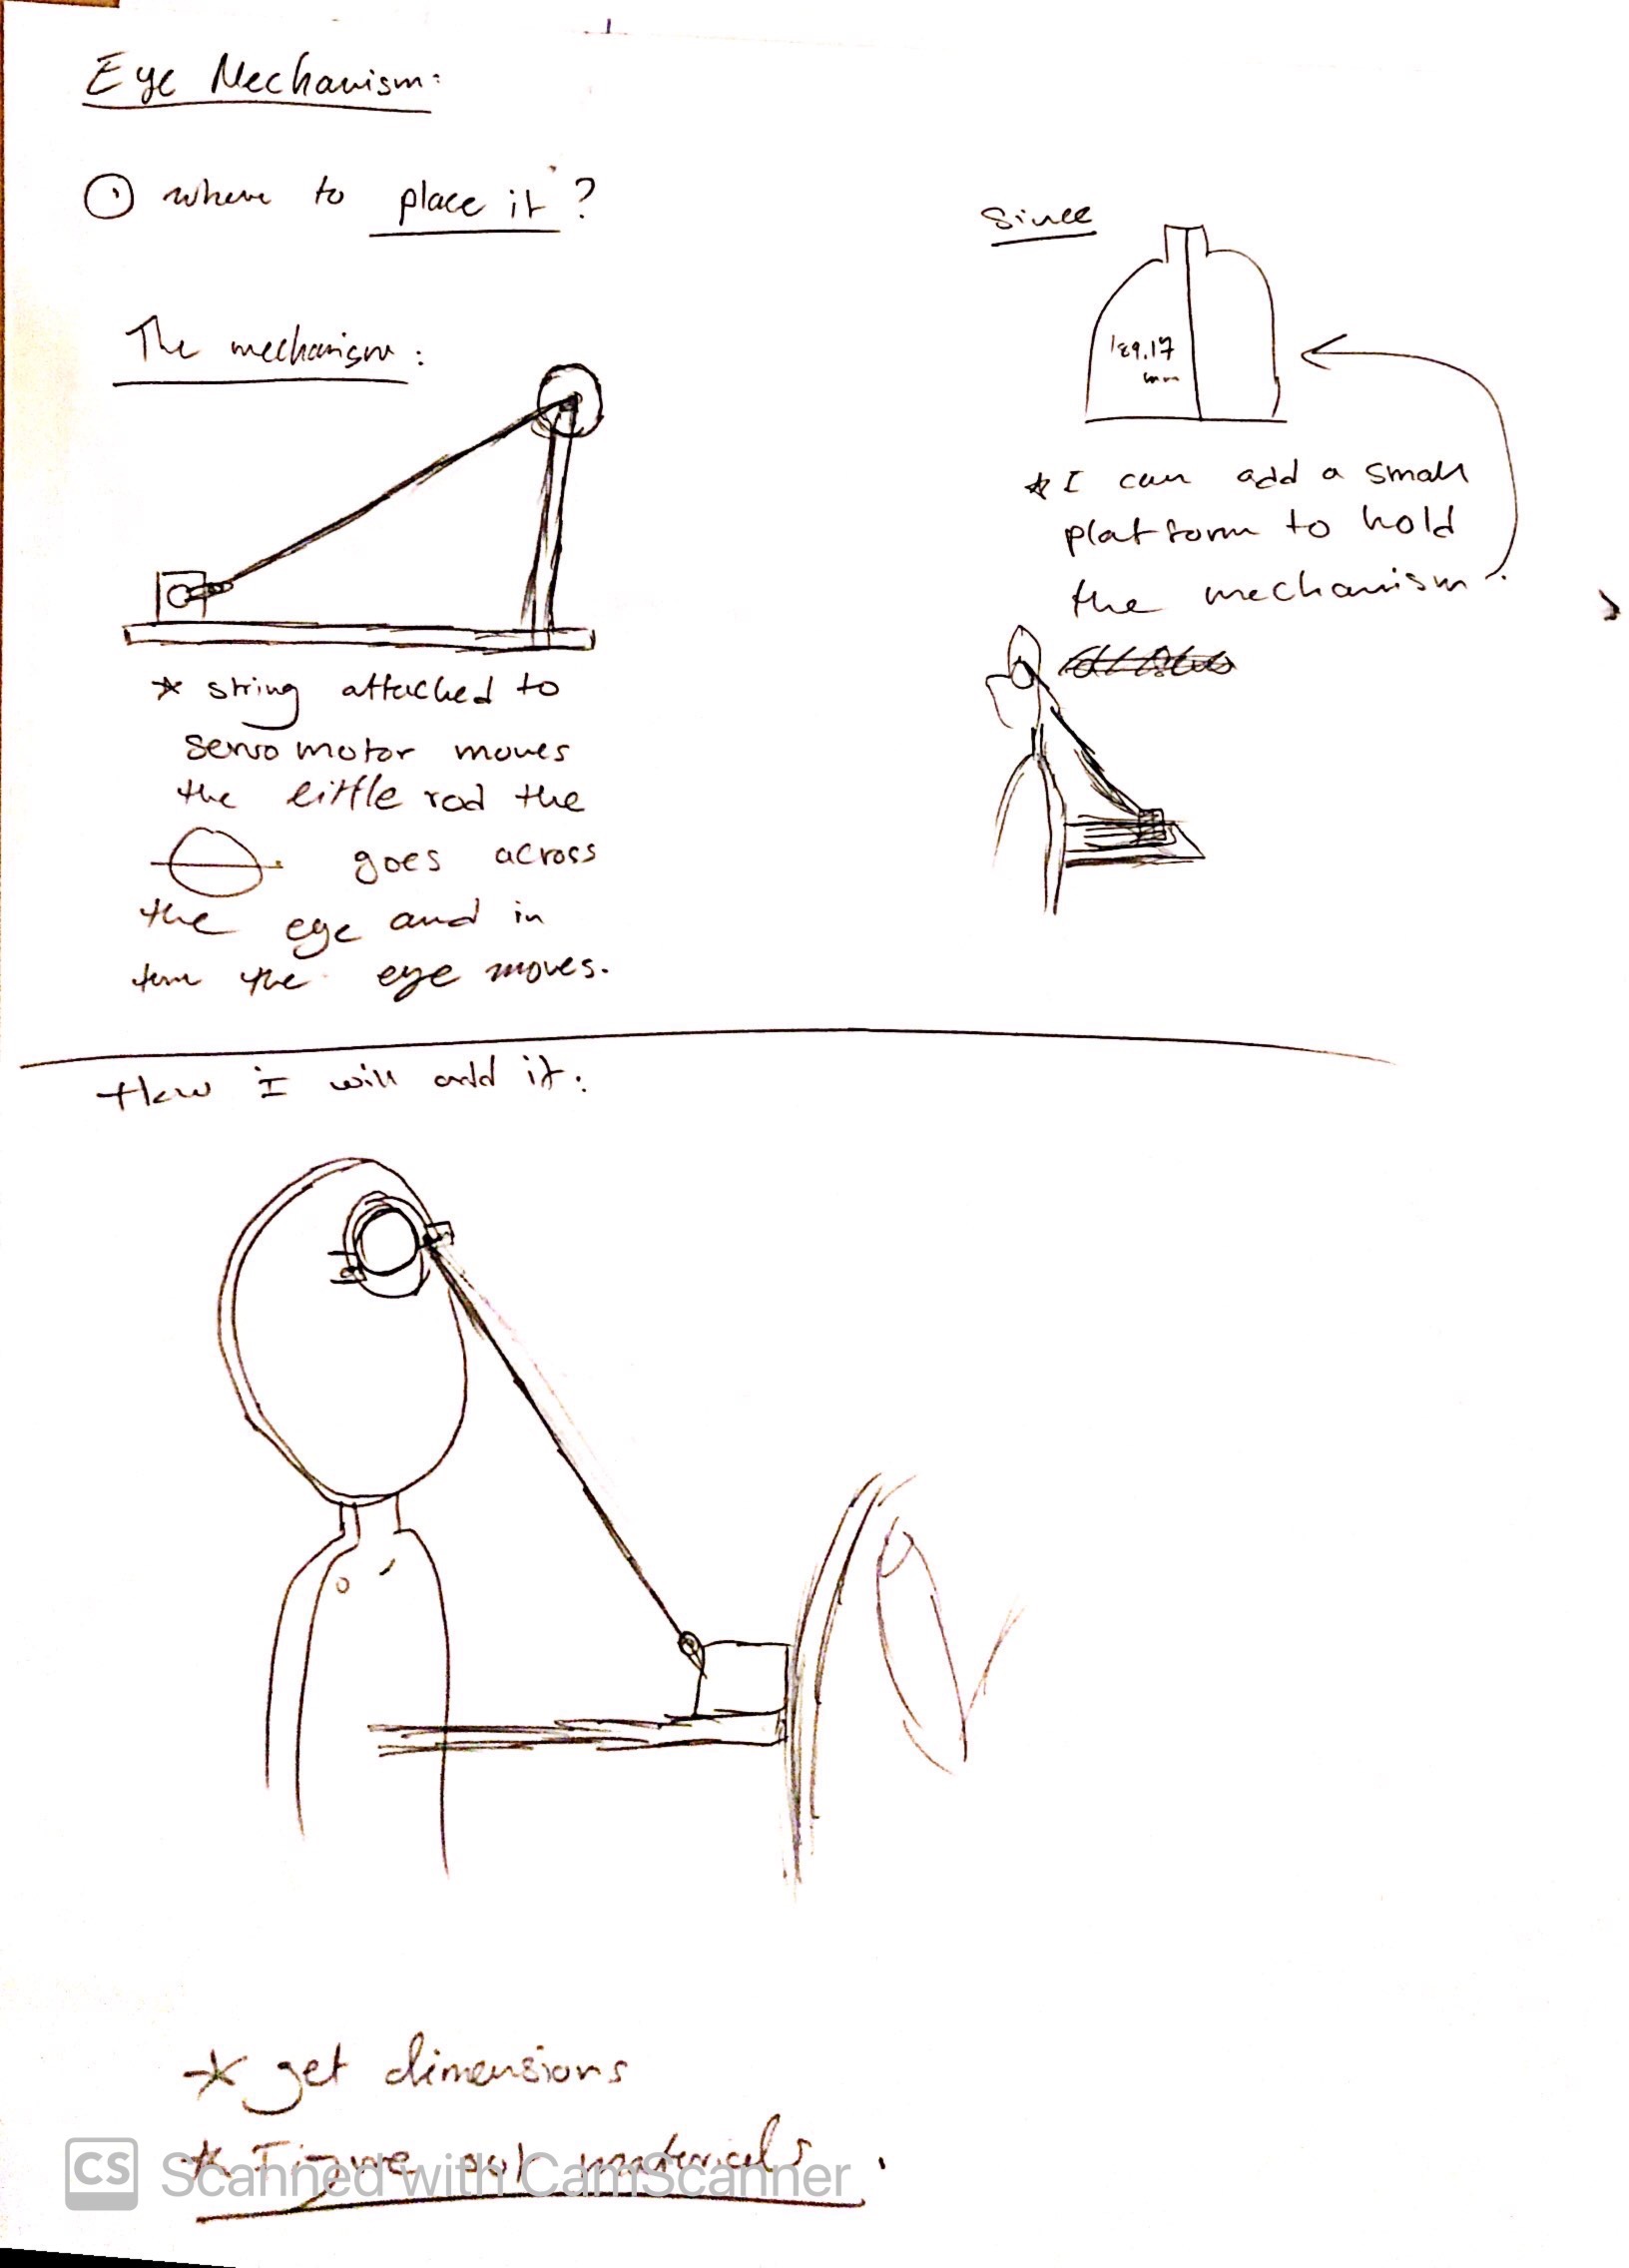 Eye Mechanism:
① where to place it?
The mechanism:
* string attached to
servo motor moves
the little rod the
goes across
the eye and in
turn the eye moves.
Since
189.17
mm
* I can add a small
platform to hold
the mechanism.
How I will add it:
* get dimensions
* Figure out materials.
CS Scanned with CamScanner